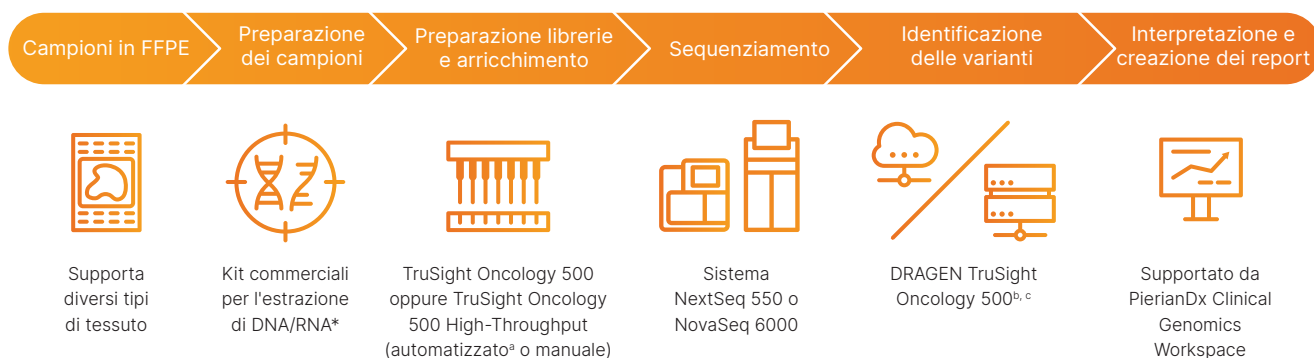 Campioni in FFPE
Preparazione
dei campioni
Preparazione librerie
e arricchimento
Sequenziamento
Identificazione
delle varianti
Interpretazione e
creazione dei report
Supporta
diversi tipi
di tessuto
Kit commerciali
per l'estrazione
di DNA/RNA*
TruSight Oncology 500
oppure TruSight Oncology
500 High-Throughput
(automatizzatoᵃ o manuale)
Sistema
NextSeq 550 o
NovaSeq 6000
DRAGEN TruSight
Oncology 500ᵇ, ᶜ
Supportato da
PierianDx Clinical
Genomics
Workspace